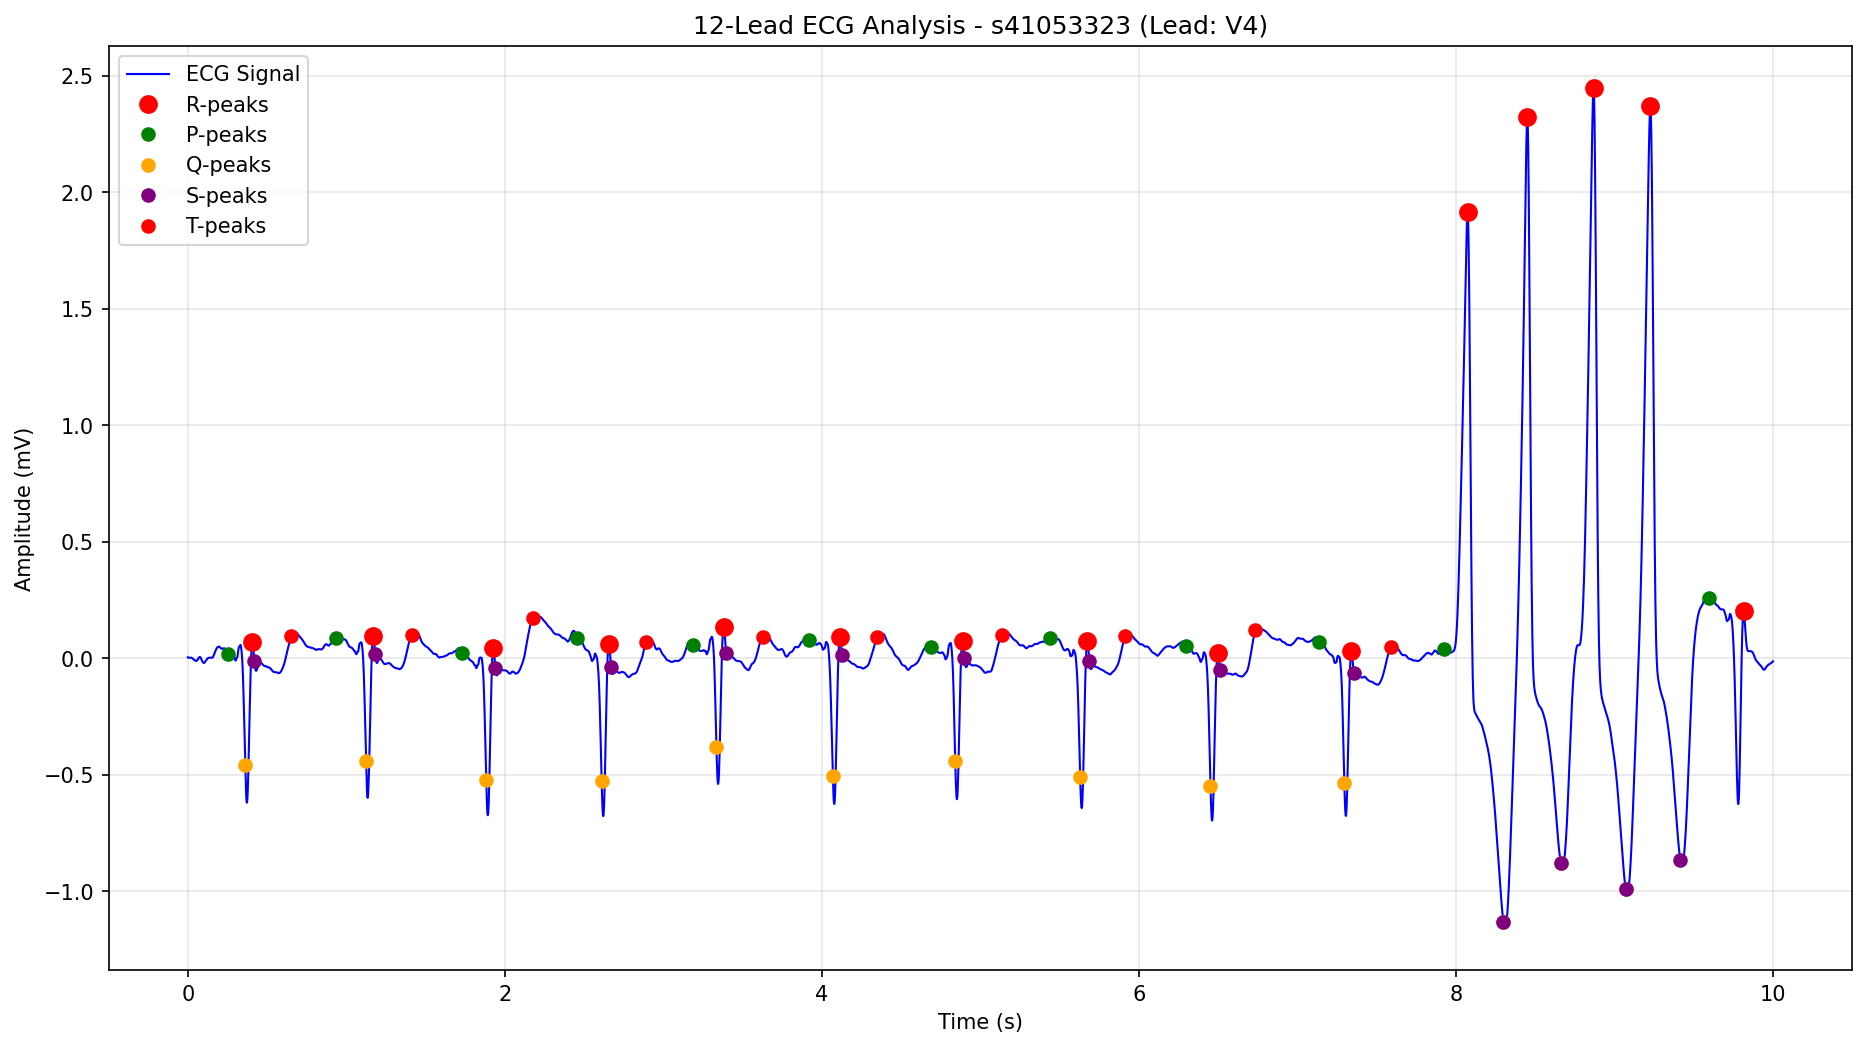 12-Lead ECG Analysis - s41053323 (Lead: V4)
ECG Signal
R-peaks
P-peaks
Q-peaks
S-peaks
T-peaks
Amplitude (mV)
2.5
2.0
1.5
1.0
0.5
0.0
−0.5
−1.0
0 2 4 6 8 10
Time (s)